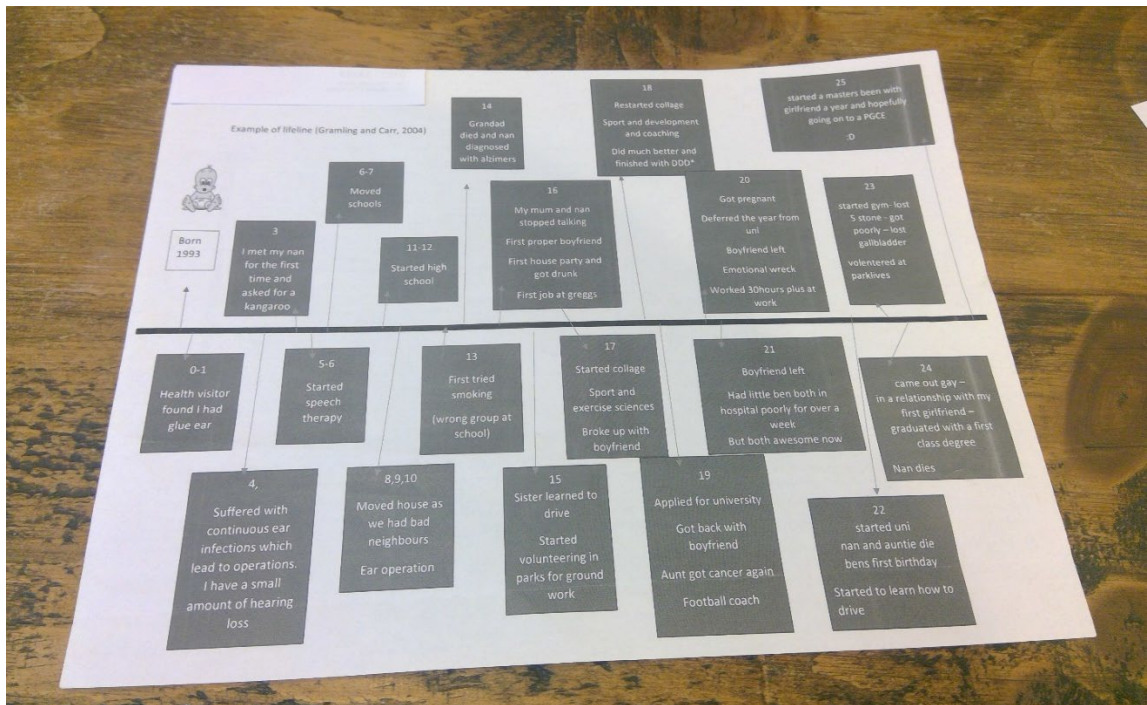 Example of lifeline (Gramling and Carr, 2004)
Born
1993
3
I met my nan
for the first
time and
asked for a
kangaroo
6-7
Moved
schools
11-12
Started high
school
14
Grandad
died and nan
diagnosed
with alzimers
16
My mum and nan
stopped talking
First proper boyfriend
First house party and
got drunk
First job at greggs
18
Restarted collage
Sport and development
and coaching
Did much better and
finished with DDD*
20
Got pregnant
Deferred the year from
uni
Boyfriend left
Emotional wreck
Worked 30hours plus at
work
25
started a masters been with
girlfriend a year and hopefully
going on to a PGCE
:D
23
started gym- lost
5 stone - got
poorly – lost
gallbladder
volentered at
parklives
0-1
Health visitor
found I had
glue ear
5-6
Started
speech
therapy
13
First tried
smoking
(wrong group at
school)
17
Started collage
Sport and
exercise sciences
Broke up with
boyfriend
21
Boyfriend left
Had little ben both in
hospital poorly for over a
week
But both awesome now
24
came out gay –
in a relationship with my
first girlfriend –
graduated with a first
class degree
Nan dies
4,
Suffered with
continuous ear
infections which
lead to operations.
I have a small
amount of hearing
loss
8,9,10
Moved house as
we had bad
neighbours
Ear operation
15
Sister learned to
drive
Started
volunteering in
parks for ground
work
19
Applied for university
Got back with
boyfriend
Aunt got cancer again
Football coach
22
started uni
nan and auntie die
bens first birthday
Started to learn how to
drive